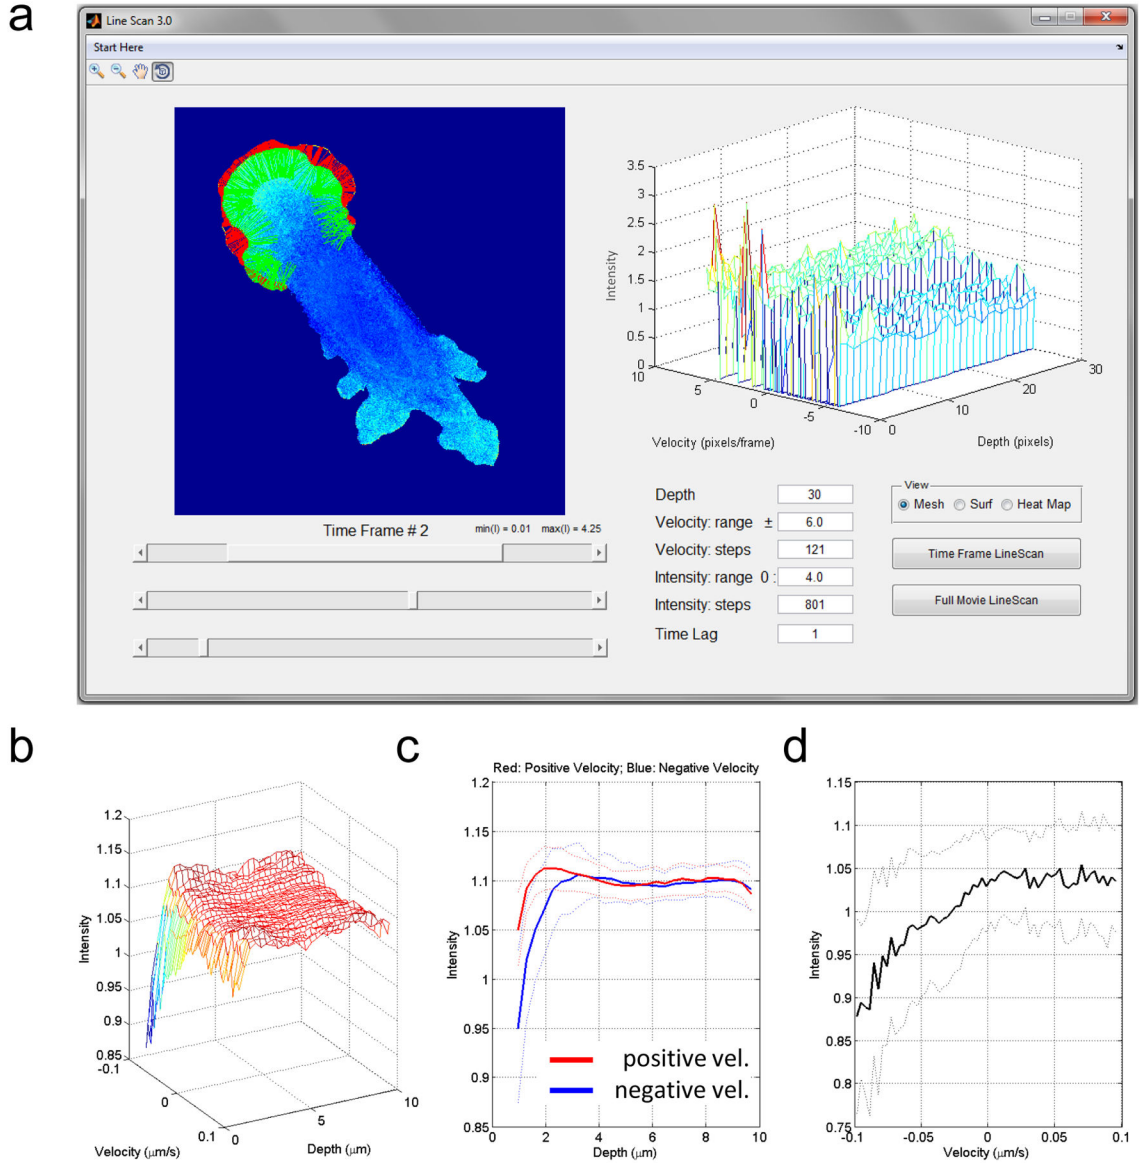 a
Line Scan 3.0
Start Here
3.5
3
2.5
2
1.5
1
0.5
0
Intensity
10
5
0
-5
-10
0
10
20
30
Velocity (pixels/frame)
Depth (pixels)
Time Frame # 2
min(I) = 0.01 max(I) = 4.25
Depth 30
Velocity: range ± 6.0
Velocity: steps 121
Intensity: range 0 : 4.0
Intensity: steps 801
Time Lag 1
View
Mesh Surf Heat Map
Time Frame LineScan
Full Movie LineScan
b
1.2
1.15
1.1
1.05
1
0.95
0.9
0.85
Intensity
-0.1
0
0.1
0
5
10
Velocity (μm/s)
Depth (μm)
c
Red: Positive Velocity; Blue: Negative Velocity
1.2
1.15
1.1
1.05
1
0.95
0.9
0.85
Intensity
positive vel.
negative vel.
0 2 4 6 8 10
Depth (μm)
d
1.15
1.1
1.05
1
0.95
0.9
0.85
0.8
0.75
Intensity
-0.1 -0.05 0 0.05 0.1
Velocity (μm/s)